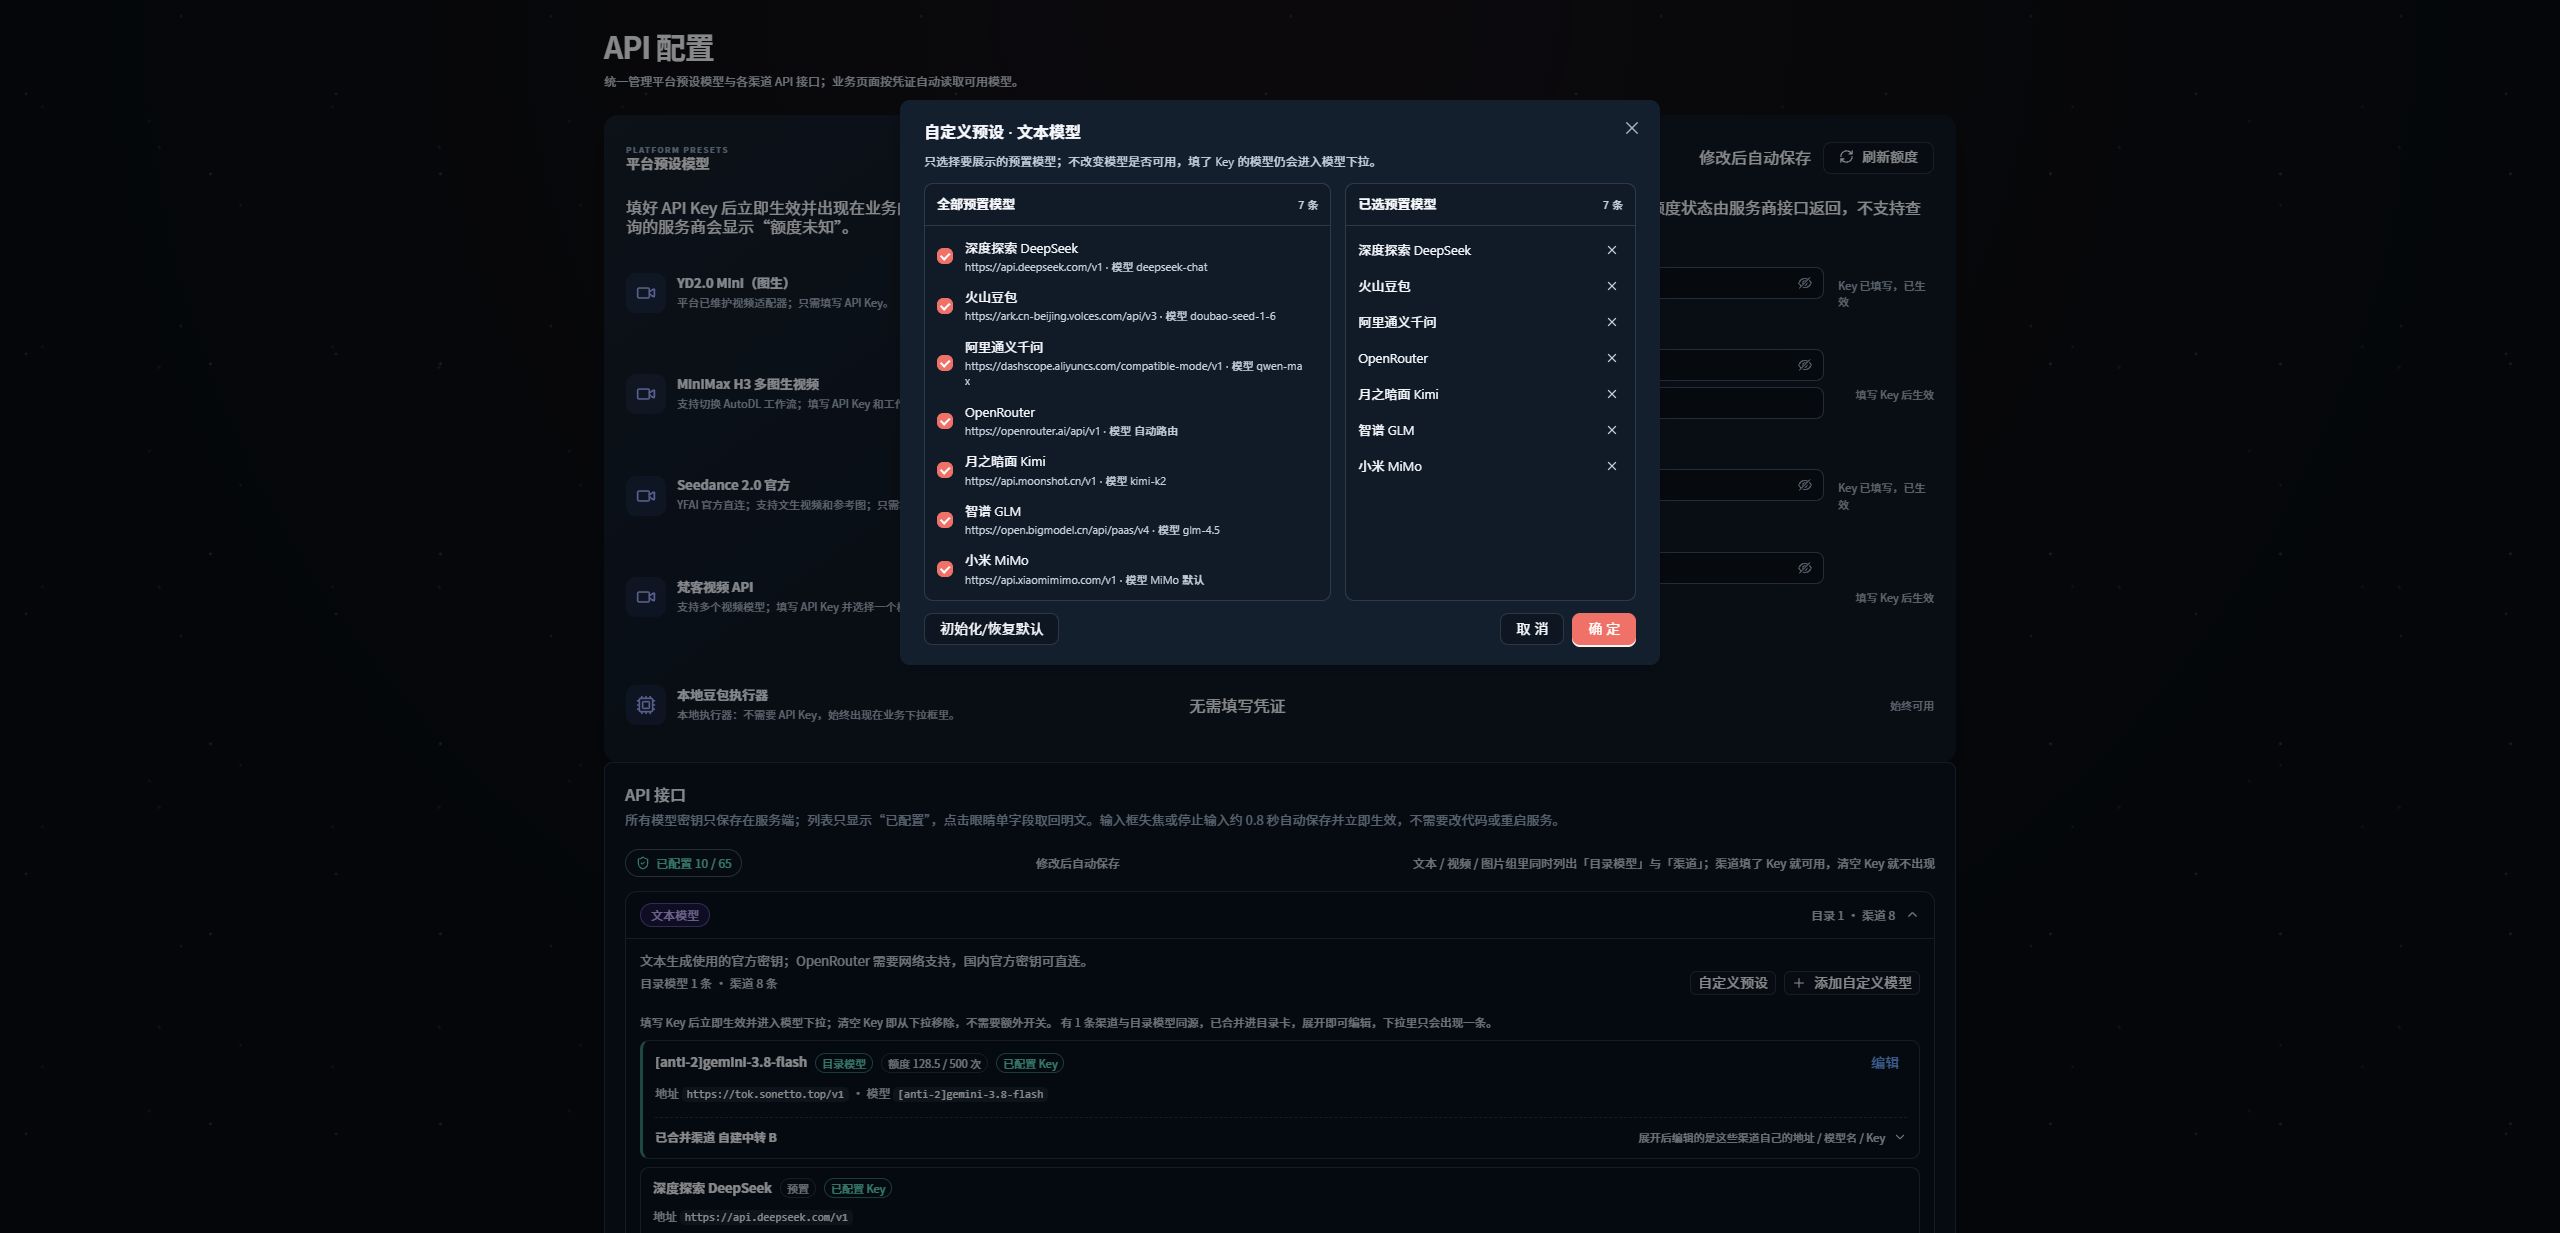 API 配置
统一管理平台预设模型与各渠道 API 接口；业务页面按凭证自动读取可用模型。
PLATFORM PRESETS
平台预设模型
修改后自动保存
刷新额度
填好 API Key 后立即生效并出现在业务
额度状态由服务商接口返回，不支持查
询的服务商会显示“额度未知”。
YD2.0 Mini（图生）
平台已维护视频适配器；只需填写 API Key。
Key 已填写，已生
效
MiniMax H3 多图生视频
支持切换 AutoDL 工作流；填写 API Key 和工作
填写 Key 后生效
Seedance 2.0 官方
YFAI 官方直连；支持文生视频和参考图；只需
Key 已填写，已生
效
梵客视频 API
支持多个视频模型；填写 API Key 并选择一个
填写 Key 后生效
本地豆包执行器
本地执行器：不需要 API Key，始终出现在业务下拉框里。
无需填写凭证
始终可用
自定义预设 · 文本模型
只选择要展示的预置模型；不改变模型是否可用，填了 Key 的模型仍会进入模型下拉。
全部预置模型
7 条
深度探索 DeepSeek
https://api.deepseek.com/v1 · 模型 deepseek-chat
火山豆包
https://ark.cn-beijing.volces.com/api/v3 · 模型 doubao-seed-1-6
阿里通义千问
https://dashscope.aliyuncs.com/compatible-mode/v1 · 模型 qwen-ma
x
OpenRouter
https://openrouter.ai/api/v1 · 模型 自动路由
月之暗面 Kimi
https://api.moonshot.cn/v1 · 模型 kimi-k2
智谱 GLM
https://open.bigmodel.cn/api/paas/v4 · 模型 glm-4.5
小米 MiMo
https://api.xiaomimimo.com/v1 · 模型 MiMo 默认
已选预置模型
7 条
深度探索 DeepSeek
火山豆包
阿里通义千问
OpenRouter
月之暗面 Kimi
智谱 GLM
小米 MiMo
初始化/恢复默认
取 消
确 定
API 接口
所有模型密钥只保存在服务端；列表只显示“已配置”，点击眼睛单字段取回明文。输入框失焦或停止输入约 0.8 秒自动保存并立即生效，不需要改代码或重启服务。
已配置 10 / 65
修改后自动保存
文本 / 视频 / 图片组里同时列出「目录模型」与「渠道」；渠道填了 Key 就可用，清空 Key 就不出现
文本模型
目录 1 • 渠道 8
文本生成使用的官方密钥；OpenRouter 需要网络支持，国内官方密钥可直连。
目录模型 1 条 • 渠道 8 条
自定义预设
+ 添加自定义模型
填写 Key 后立即生效并进入模型下拉；清空 Key 即从下拉移除，不需要额外开关。 有 1 条渠道与目录模型同源，已合并进目录卡，展开即可编辑，下拉里只会出现一条。
[anti-2]gemini-3.8-flash
目录模型
额度 128.5 / 500 次
已配置 Key
编辑
地址 https://tok.sonetto.top/v1 • 模型 [anti-2]gemini-3.8-flash
已合并渠道 自建中转 B
展开后编辑的是这些渠道自己的地址 / 模型名 / Key
深度探索 DeepSeek
预置
已配置 Key
地址 https://api.deepseek.com/v1